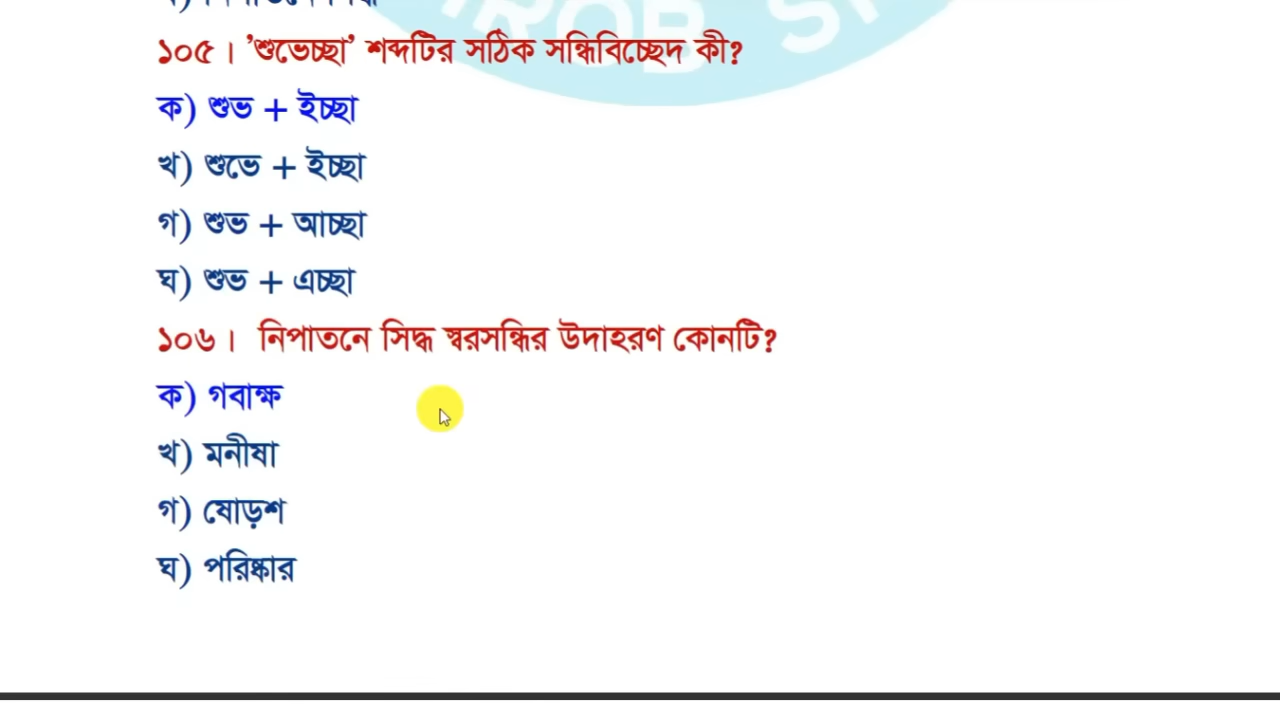 ১০৫। 'শুভেচ্ছা' শব্দটির সঠিক সন্ধিবিচ্ছেদ কী?
ক) শুভ + ইচ্ছা
খ) শুভে + ইচ্ছা
গ) শুভ + আচ্ছা
ঘ) শুভ + এচ্ছা
১০৬। নিপাতনে সিদ্ধ স্বরসন্ধির উদাহরণ কোনটি?
ক) গবাক্ষ
খ) মনীষা
গ) ষোড়শ
ঘ) পরিষ্কার